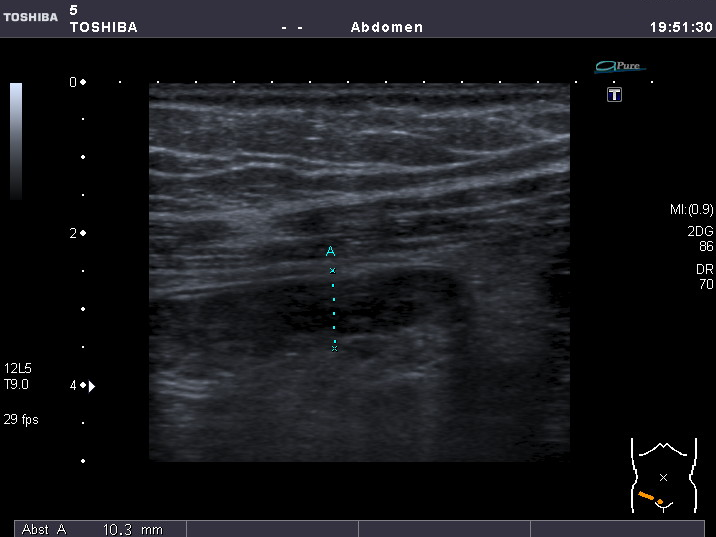 TOSHIBA
5
TOSHIBA - - Abdomen 19:51:30
0
Pure
T
MI:(0.9)
2
2DG
86
A
DR
70
12L5
T9.0
4
29 fps
Abst A 10.3 mm